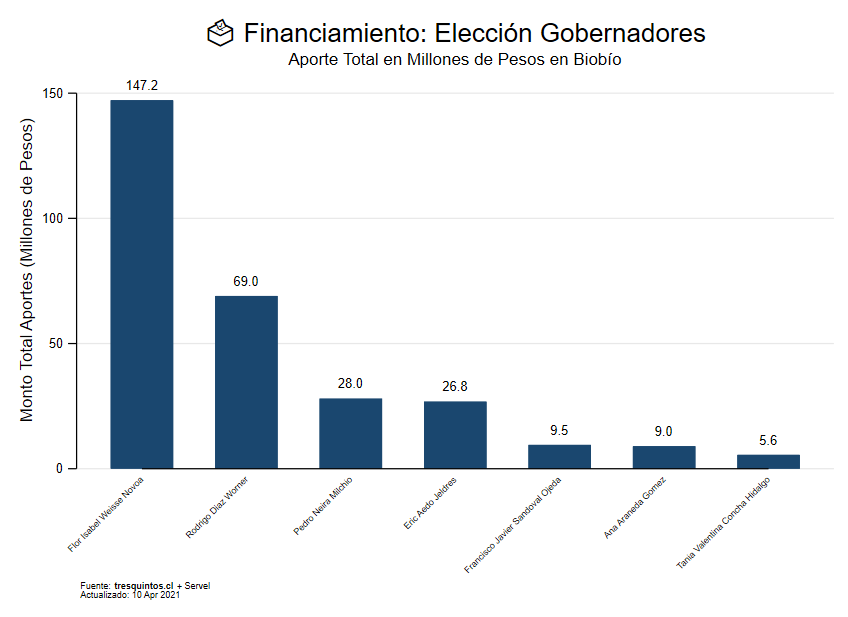 Financiamiento: Elección Gobernadores
Aporte Total en Millones de Pesos en Biobío
Monto Total Aportes (Millones de Pesos)
150
100
50
0
147.2
69.0
28.0
26.8
9.5
9.0
5.6
Flor Isabel Weisse Novoa
Rodrigo Diaz Worner
Pedro Neira Milchio
Eric Aedo Jeldres
Francisco Javier Sandoval Ojeda
Ana Araneda Gomez
Tania Valentina Concha Hidalgo
Fuente: tresquintos.cl + Servel
Actualizado: 10 Apr 2021